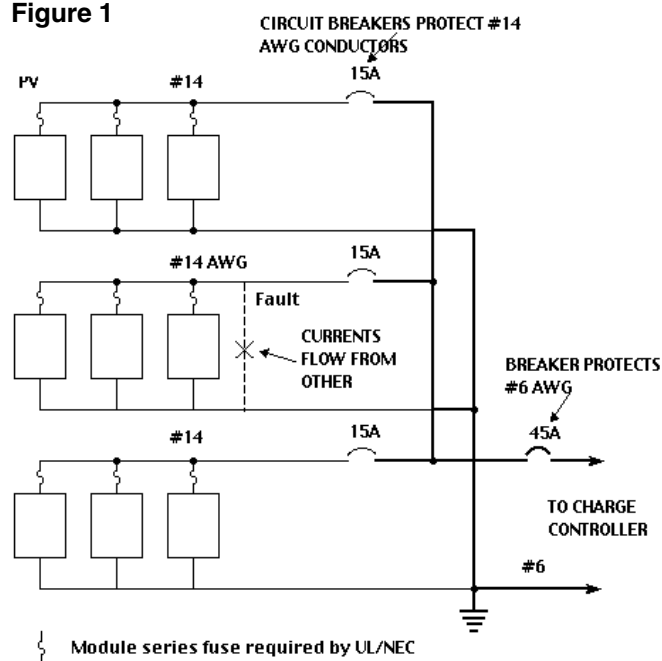 Figure 1
CIRCUIT BREAKERS PROTECT #14
AWG CONDUCTORS
PV
#14
15A
#14 AWG
15A
Fault
CURRENTS
FLOW FROM
OTHER
BREAKER PROTECTS
#6 AWG
#14
15A
45A
TO CHARGE
CONTROLLER
#6
Module series fuse required by UL/NEC